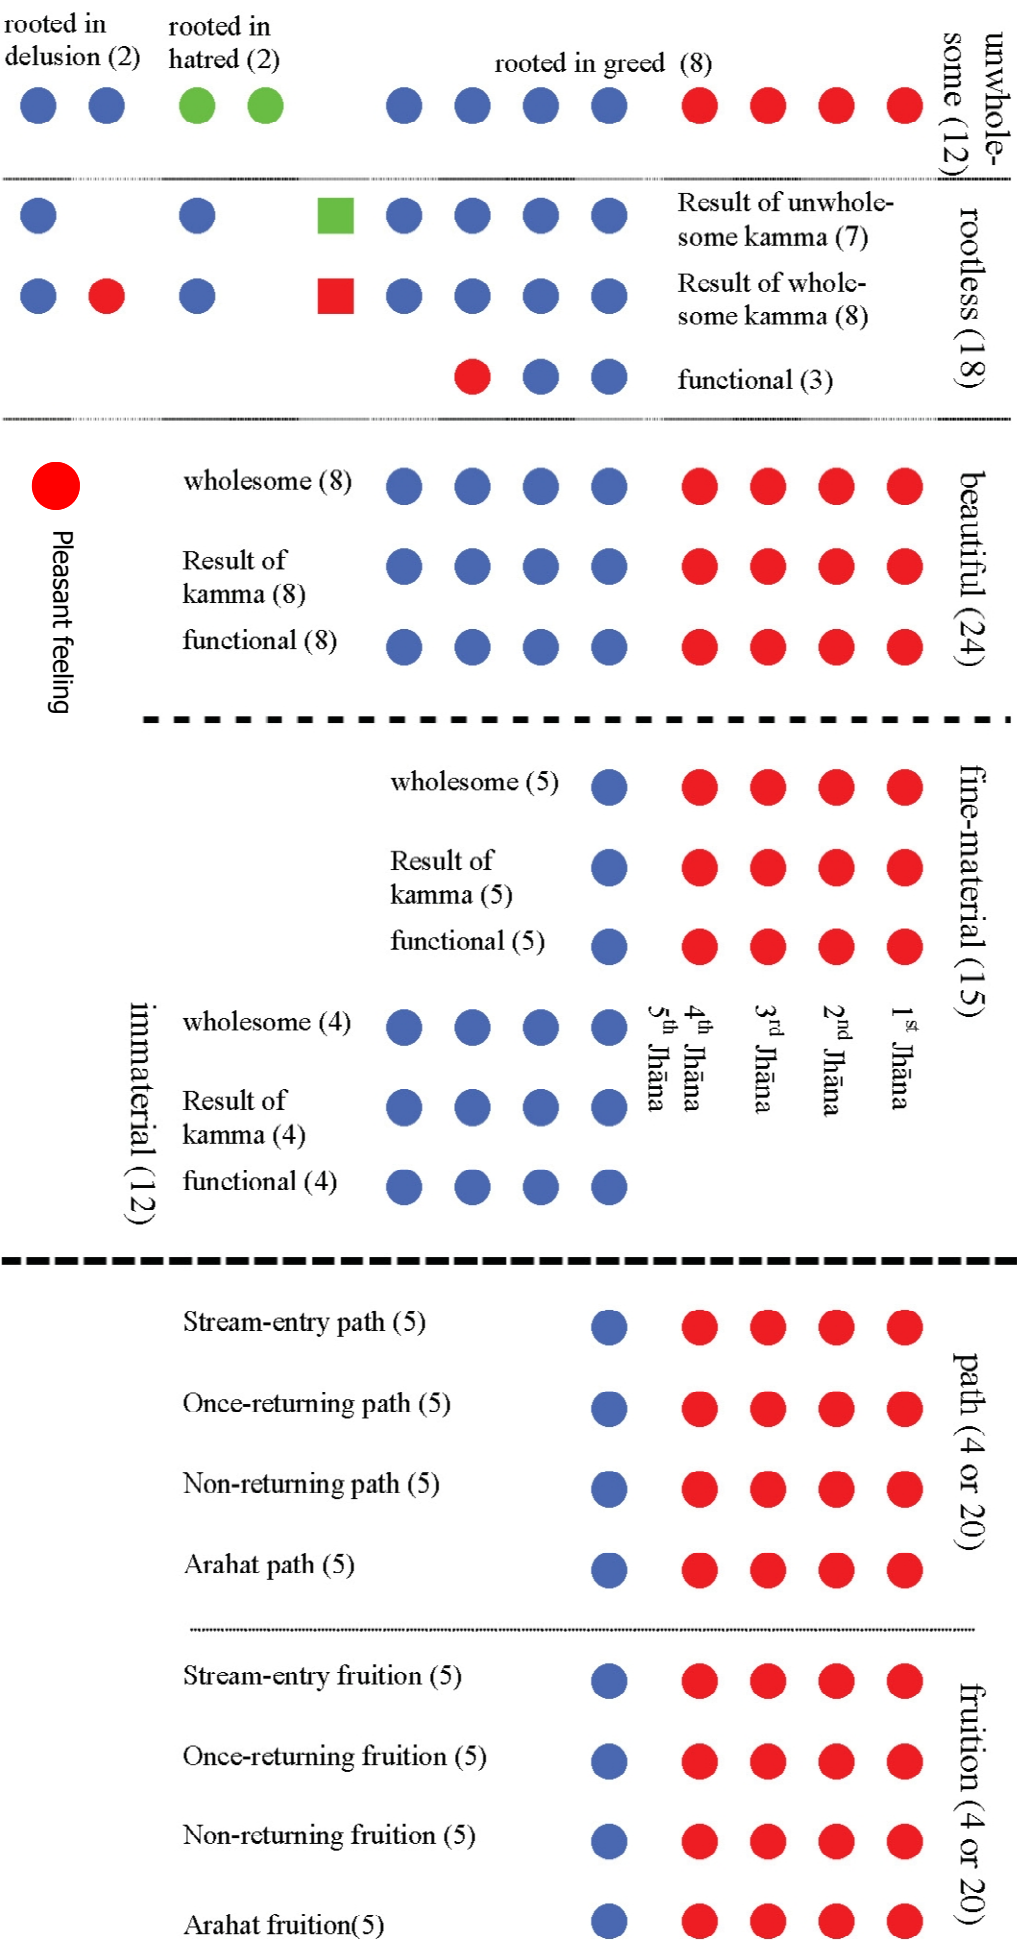 rooted in
delusion (2)
rooted in
hatred (2)
rooted in greed (8)
unwhole-
some (12)
Result of unwhole-
some kamma (7)
Result of whole-
some kamma (8)
functional (3)
rootless (18)
Pleasant feeling
wholesome (8)
Result of
kamma (8)
functional (8)
beautiful (24)
wholesome (5)
Result of
kamma (5)
functional (5)
fine-material (15)
immaterial (12)
wholesome (4)
Result of
kamma (4)
functional (4)
5th Jhāna
4th Jhāna
3rd Jhāna
2nd Jhāna
1st Jhāna
Stream-entry path (5)
Once-returning path (5)
Non-returning path (5)
Arahat path (5)
path (4 or 20)
Stream-entry fruition (5)
Once-returning fruition (5)
Non-returning fruition (5)
Arahat fruition(5)
fruition (4 or 20)